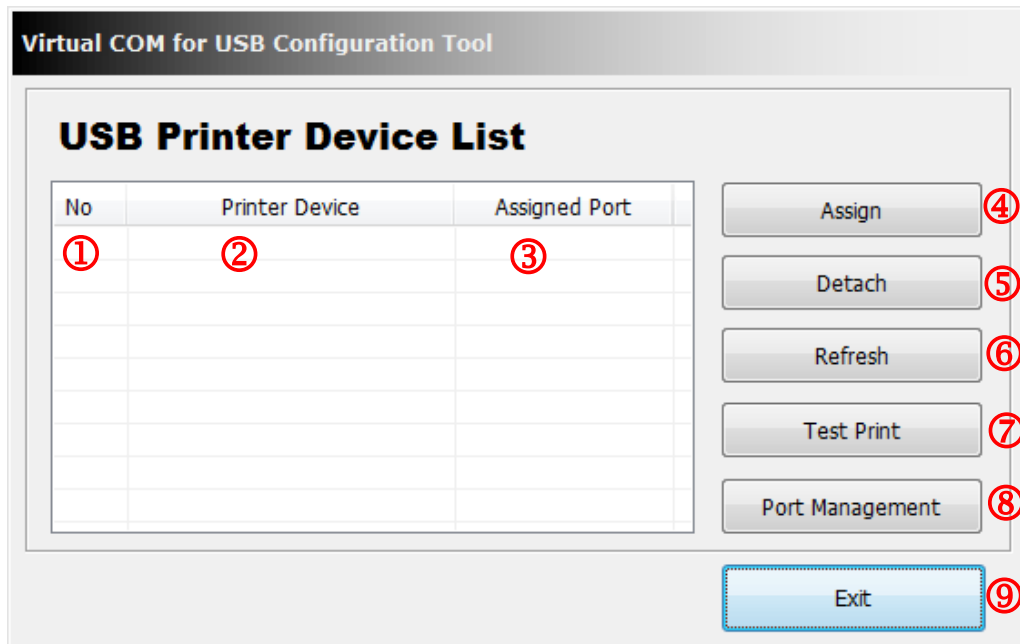 Virtual COM for USB Configuration Tool
USB Printer Device List
No Printer Device Assigned Port
① ② ③
Assign ④
Detach ⑤
Refresh ⑥
Test Print ⑦
Port Management ⑧
Exit ⑨